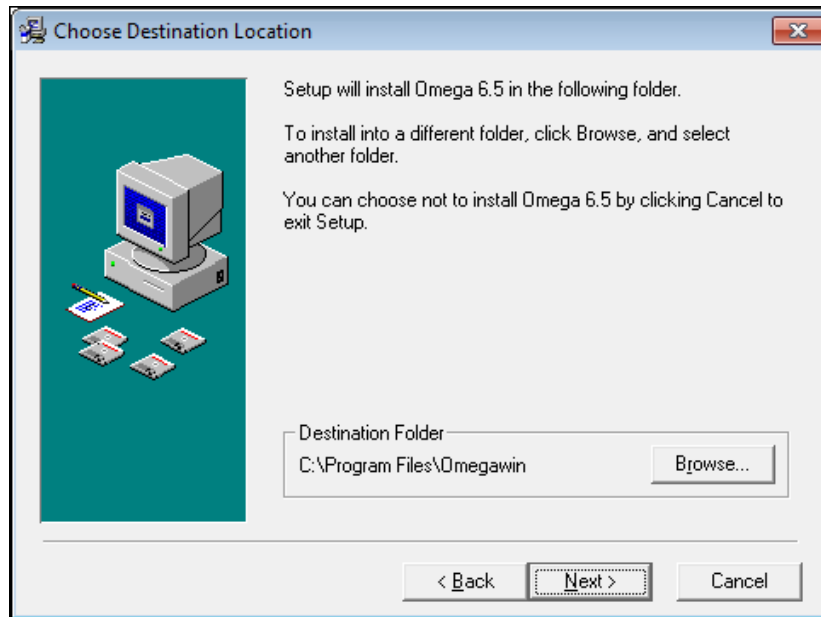 Choose Destination Location
Setup will install Omega 6.5 in the following folder.
To install into a different folder, click Browse, and select
another folder.
You can choose not to install Omega 6.5 by clicking Cancel to
exit Setup.
Destination Folder
C:\Program Files\Omegawin
Browse...
< Back
Next >
Cancel